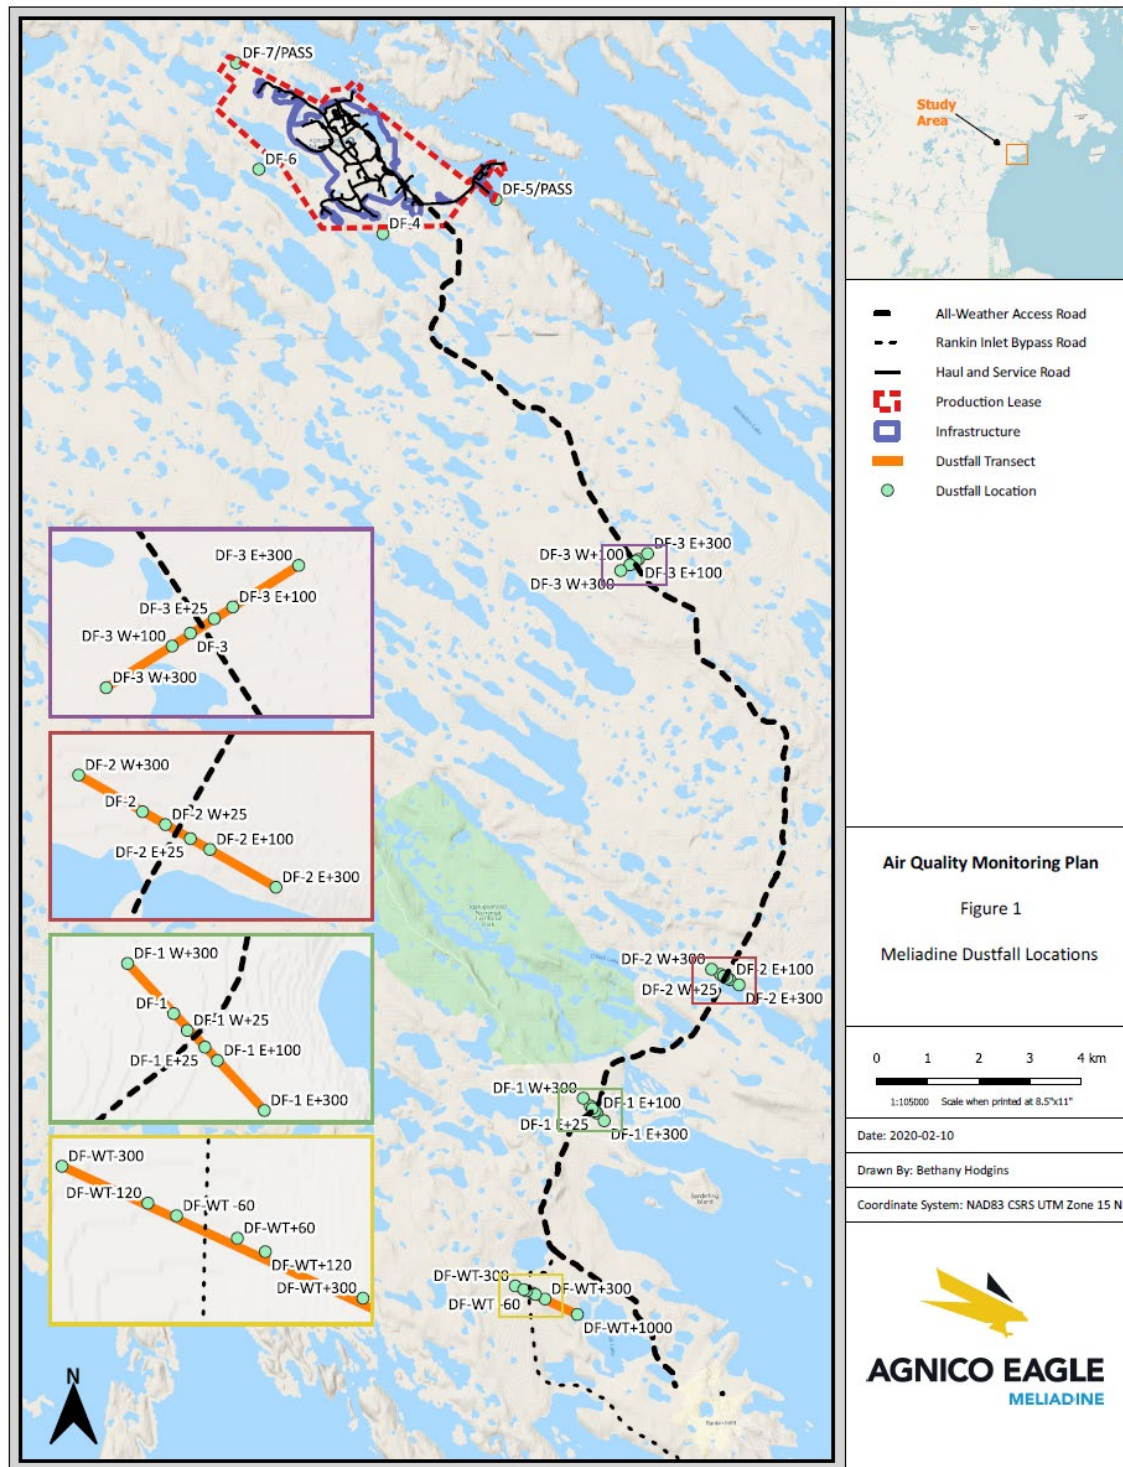 DF-7/PASS
DF-6
DF-5/PASS
DF-4
DF-3 W+100
DF-3 E+300
DF-3 W+300
DF-3 E+100
DF-3 E+300
DF-3 E+100
DF-3 E+25
DF-3 W+100
DF-3
DF-3 W+300
DF-2 W+300
DF-2
DF-2 W+25
DF-2 E+100
DF-2 E+25
DF-2 E+300
DF-2 W+300
DF-2 E+100
DF-2 W+25
DF-2 E+300
DF-1 W+300
DF-1
DF-1 W+25
DF-1 E+100
DF-1 E+25
DF-1 E+300
DF-1 W+300
DF-1 E+100
DF-1 E+25
DF-1 E+300
DF-WT-300
DF-WT-120
DF-WT -60
DF-WT+60
DF-WT+120
DF-WT+300
DF-WT-300
DF-WT+300
DF-WT -60
DF-WT+1000
Meliadine Lake
Rankin Inlet
N
Study
Area
All-Weather Access Road
Rankin Inlet Bypass Road
Haul and Service Road
Production Lease
Infrastructure
Dustfall Transect
Dustfall Location
Air Quality Monitoring Plan
Figure 1
Meliadine Dustfall Locations
0 1 2 3 4 km
1:105000 Scale when printed at 8.5"x11"
Date: 2020-02-10
Drawn By: Bethany Hodgins
Coordinate System: NAD83 CSRS UTM Zone 15 N
AGNICO EAGLE
MELIADINE